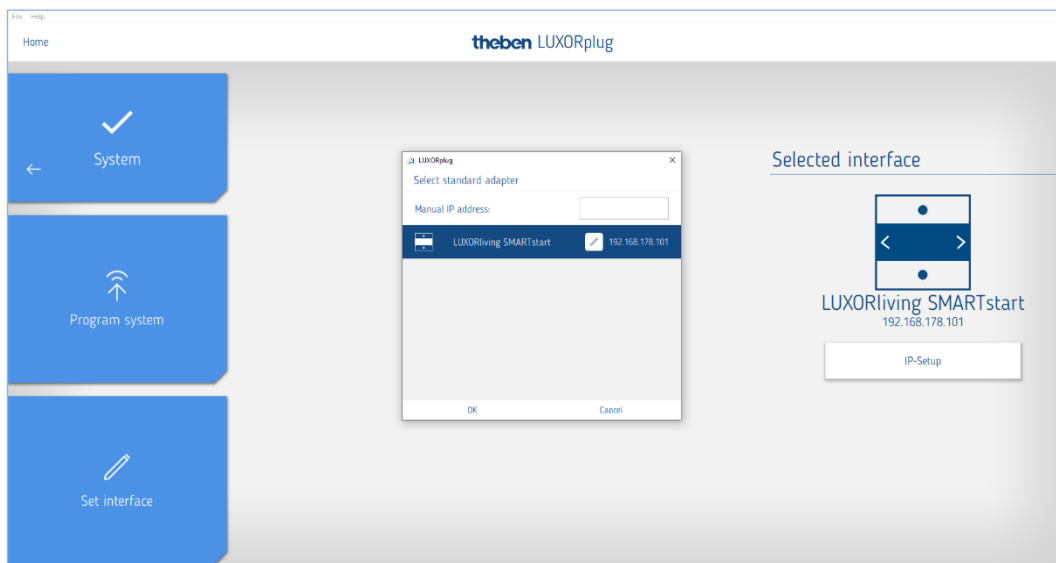 File Help
Home
theben LUXORplug
System
Program system
Set interface
LUXORplug
Select standard adapter
Manual IP address:
LUXORliving SMARTstart 192.168.178.101
OK Cancel
Selected interface
LUXORliving SMARTstart
192.168.178.101
IP-Setup